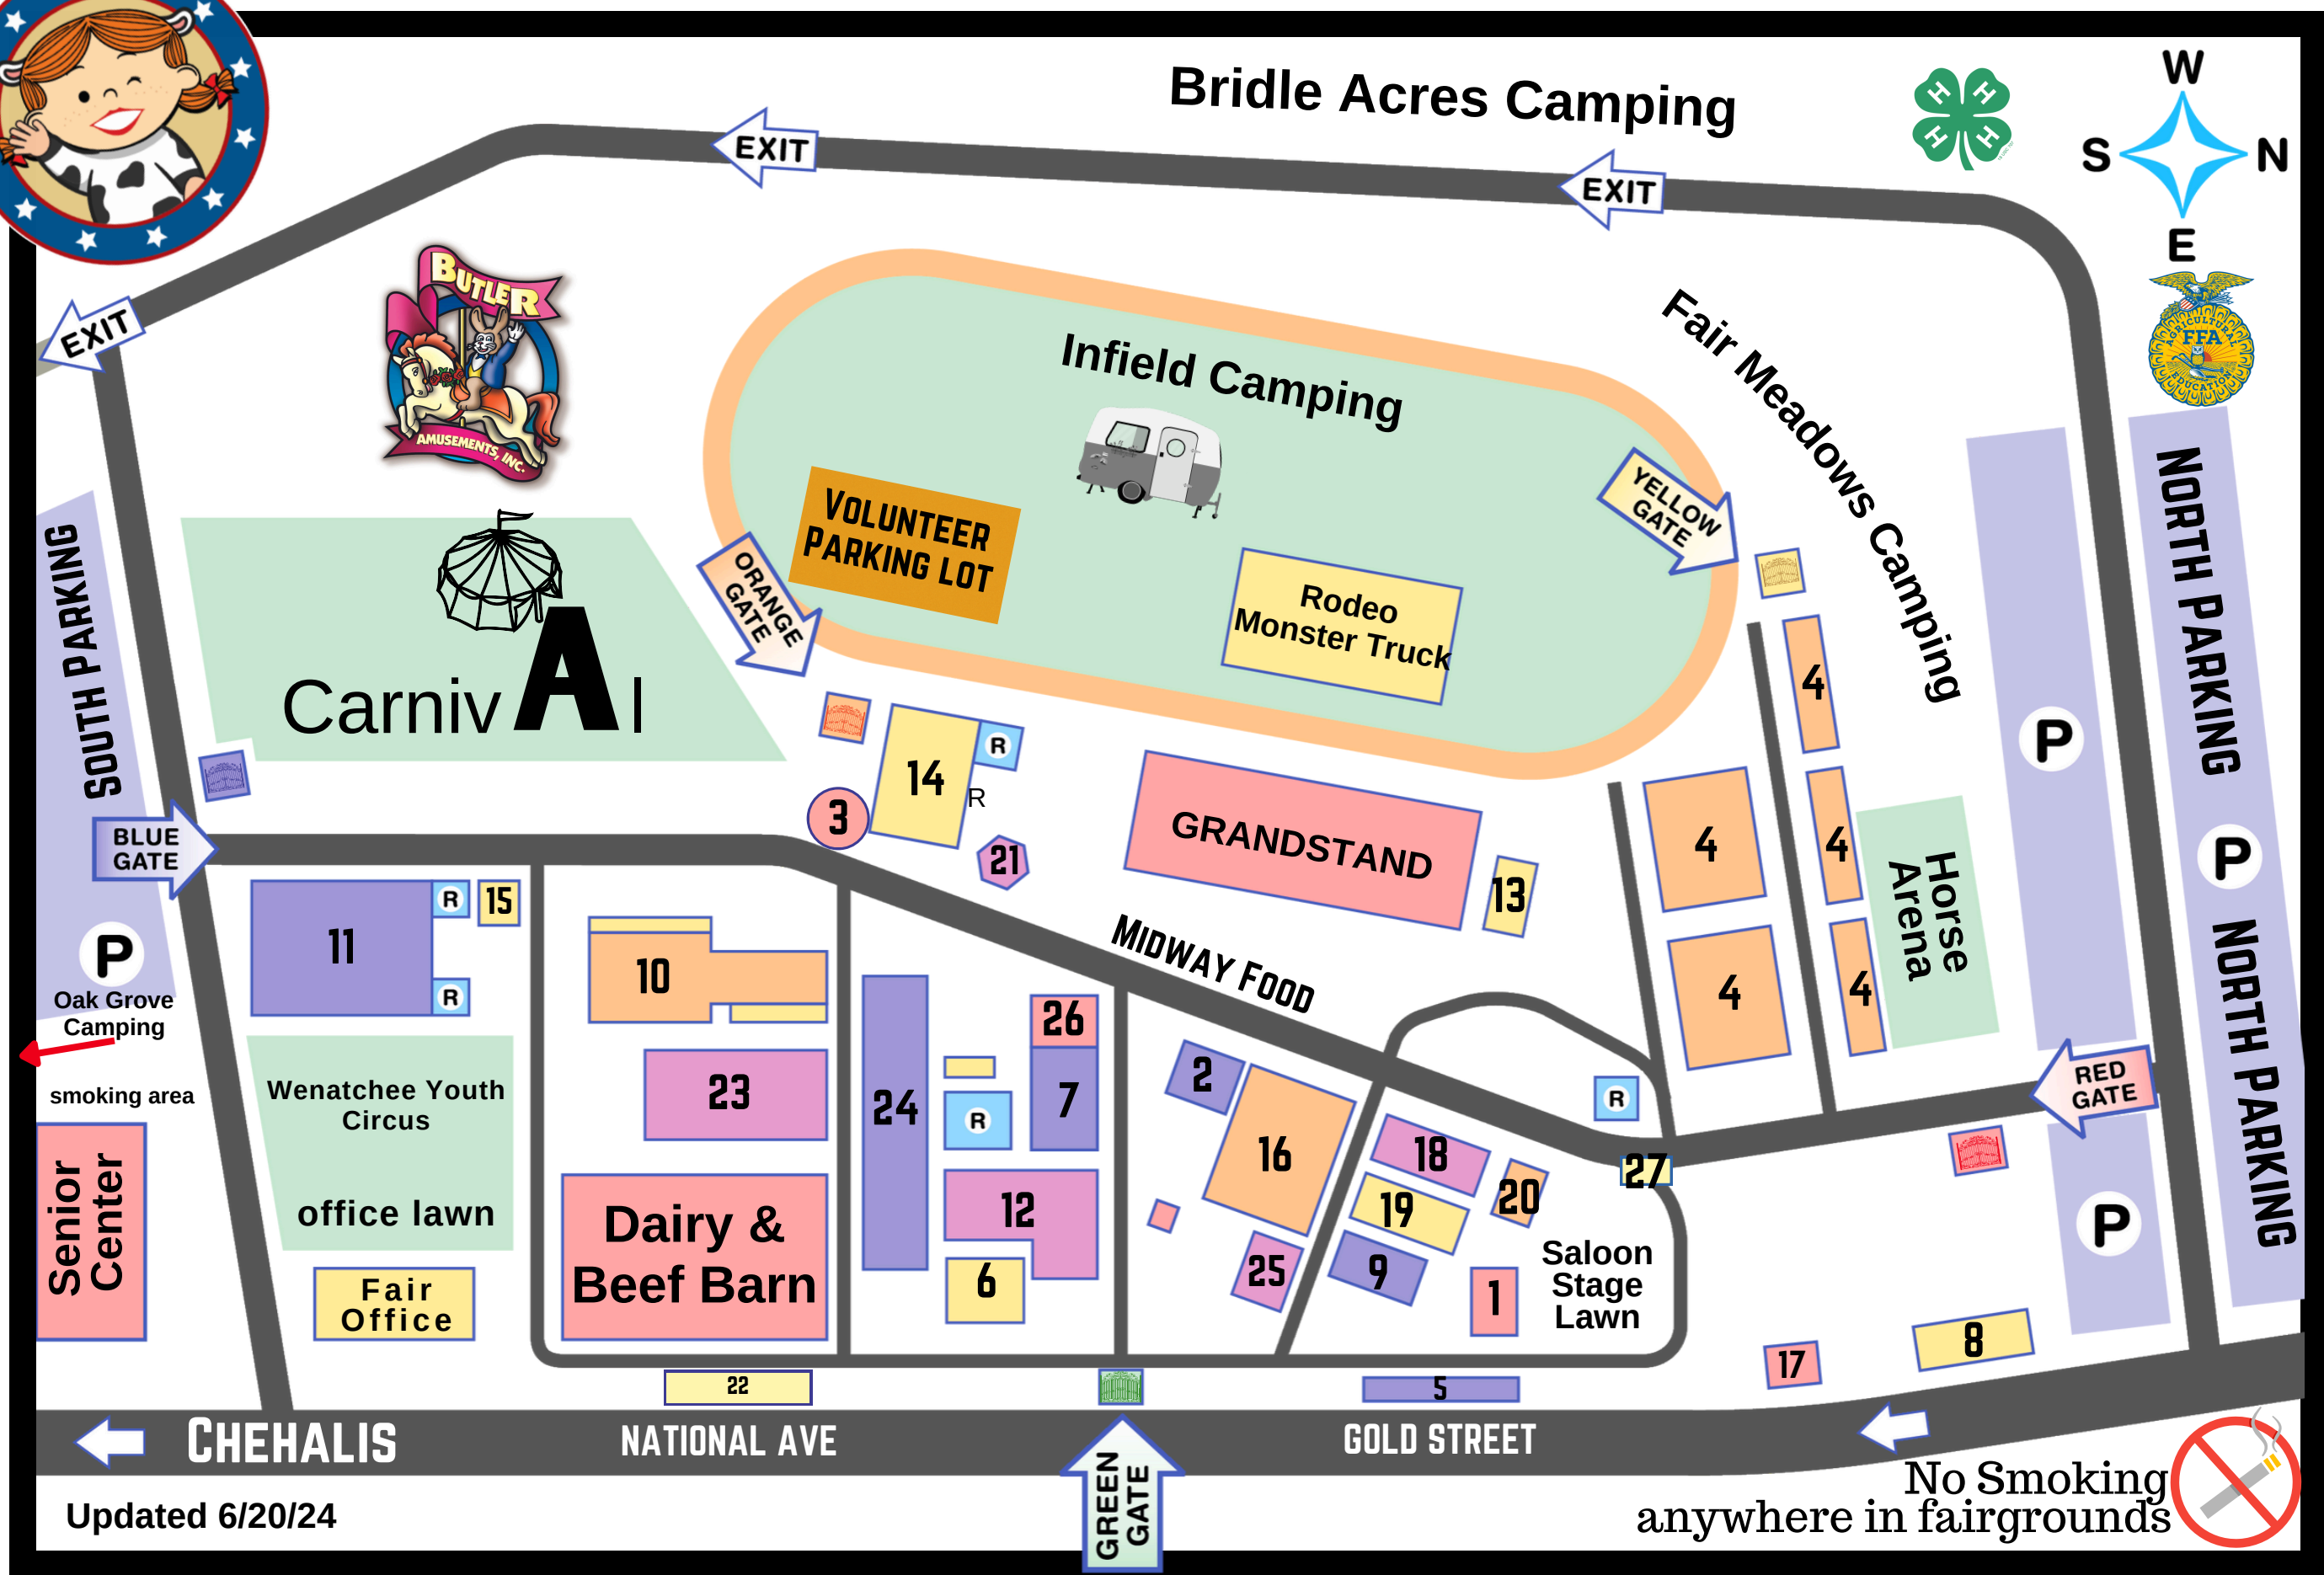 Bridle Acres Camping
W
S
N
E
EXIT
EXIT
EXIT
H
H
H
H
BUTLER
AMUSEMENTS, INC.
AGRICULTURAL
FFA
EDUCATION
Infield Camping
Fair Meadows Camping
YELLOW
GATE
VOLUNTEER
PARKING LOT
ORANGE
GATE
Rodeo
Monster Truck
CarnivAl
SOUTH PARKING
NORTH PARKING
P
P
NORTH PARKING
4
4
4
4
4
Horse
Arena
14
R
R
3
21
GRANDSTAND
13
BLUE
GATE
P
Oak Grove
Camping
smoking area
11
R
R
15
10
MIDWAY FOOD
23
24
26
7
R
2
16
18
19
20
9
25
1
R
27
RED
GATE
P
Wenatchee Youth
Circus
office lawn
Senior
Center
Fair
Office
Dairy &
Beef Barn
12
6
Saloon
Stage
Lawn
17
8
22
5
CHEHALIS
NATIONAL AVE
GOLD STREET
GREEN
GATE
Updated 6/20/24
No Smoking
anywhere in fairgrounds